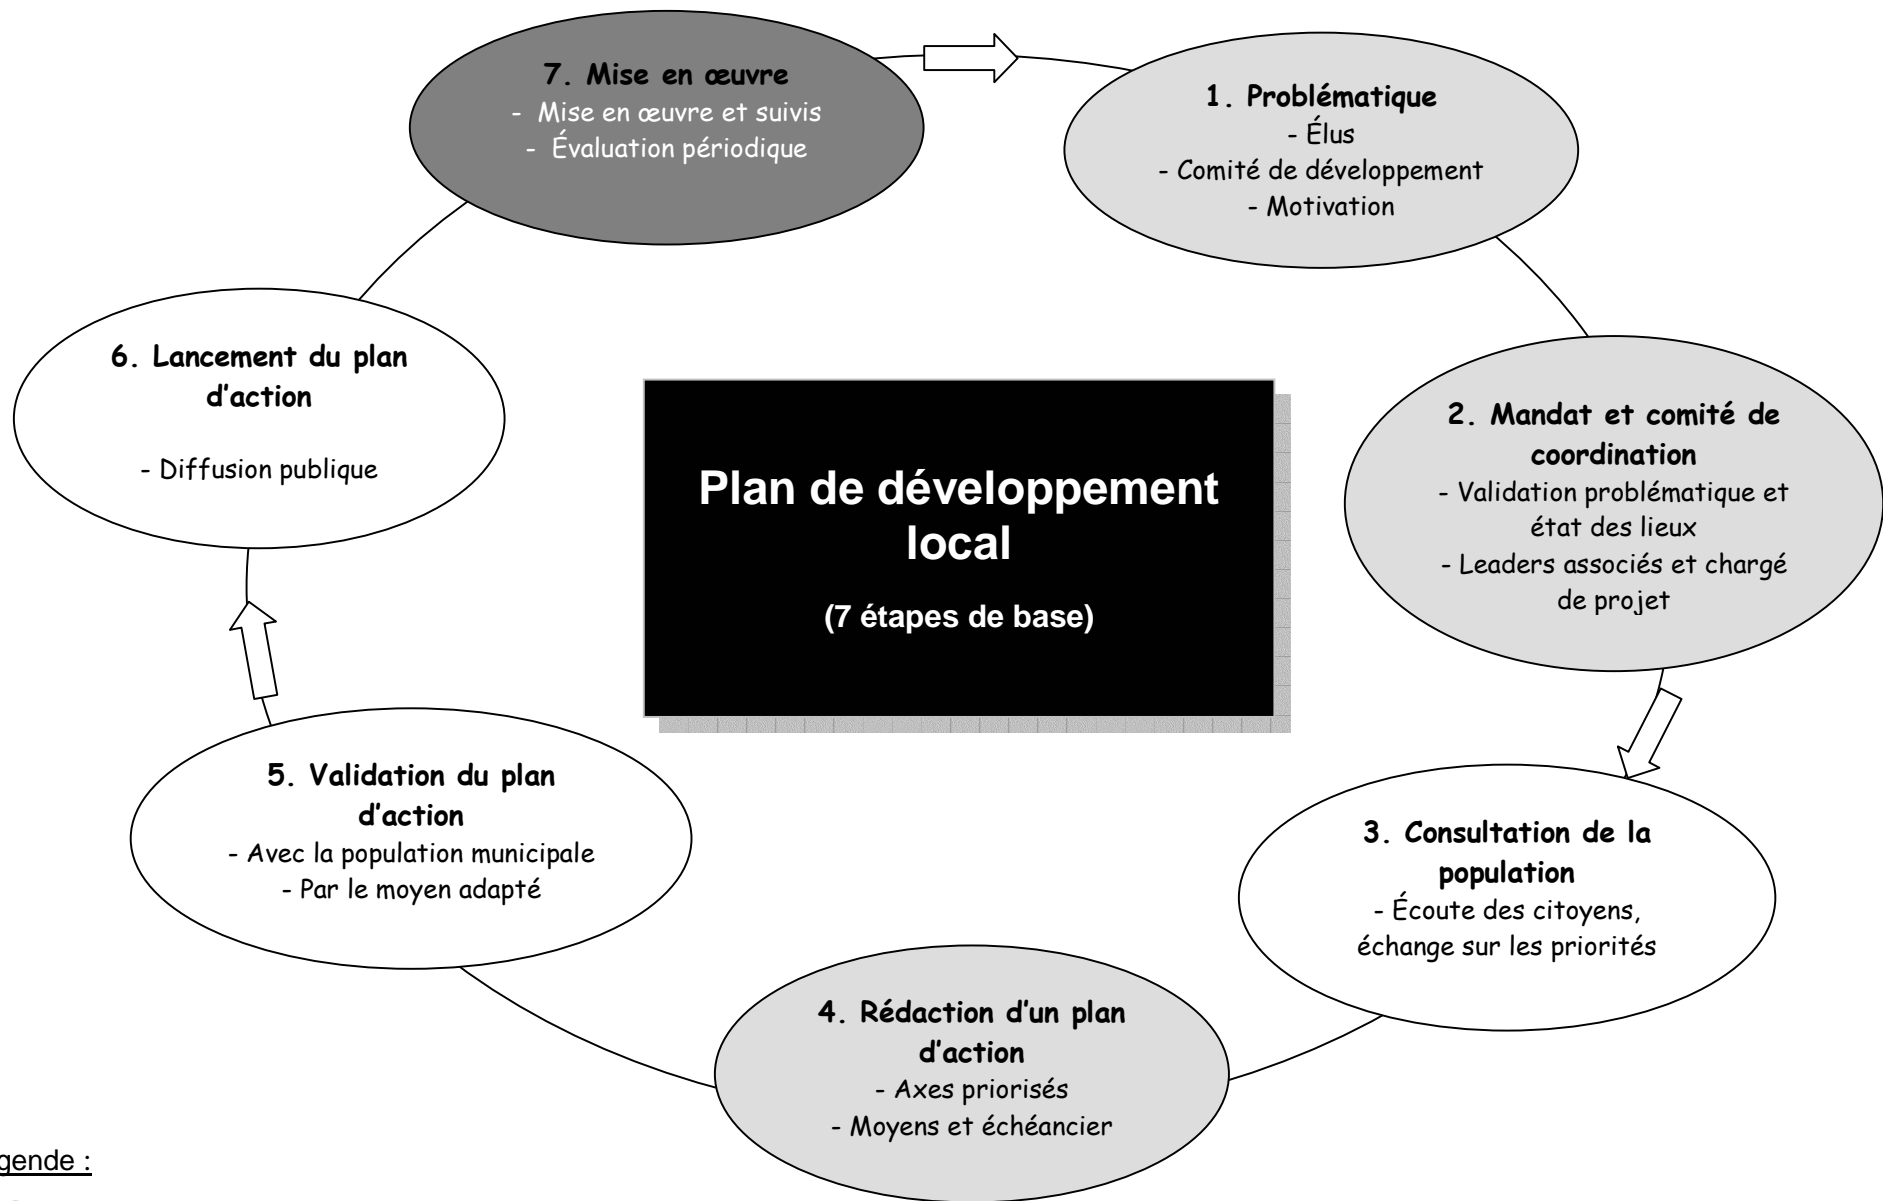 Plan de développement
local
(7 étapes de base)
1. Problématique
- Élus
- Comité de développement
- Motivation
2. Mandat et comité de
coordination
- Validation problématique et
état des lieux
- Leaders associés et chargé
de projet
3. Consultation de la
population
- Écoute des citoyens,
échange sur les priorités
4. Rédaction d'un plan
d'action
- Axes priorisés
- Moyens et échéancier
5. Validation du plan
d'action
- Avec la population municipale
- Par le moyen adapté
6. Lancement du plan
d'action
- Diffusion publique
7. Mise en œuvre
- Mise en œuvre et suivis
- Évaluation périodique
gende :